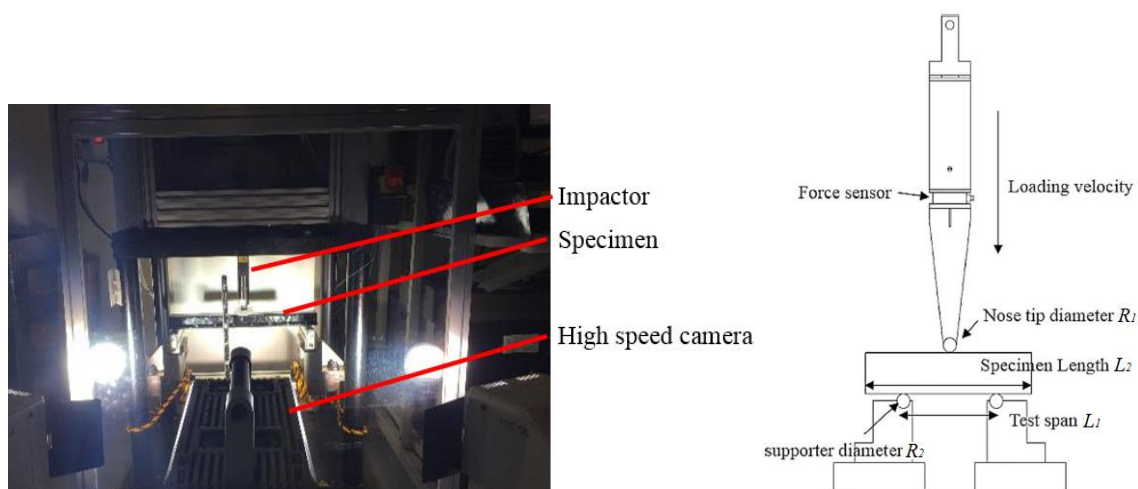 Impactor
Specimen
High speed camera
Force sensor
Loading velocity
Nose tip diameter R1
Specimen Length L2
Test span L1
supporter diameter R2